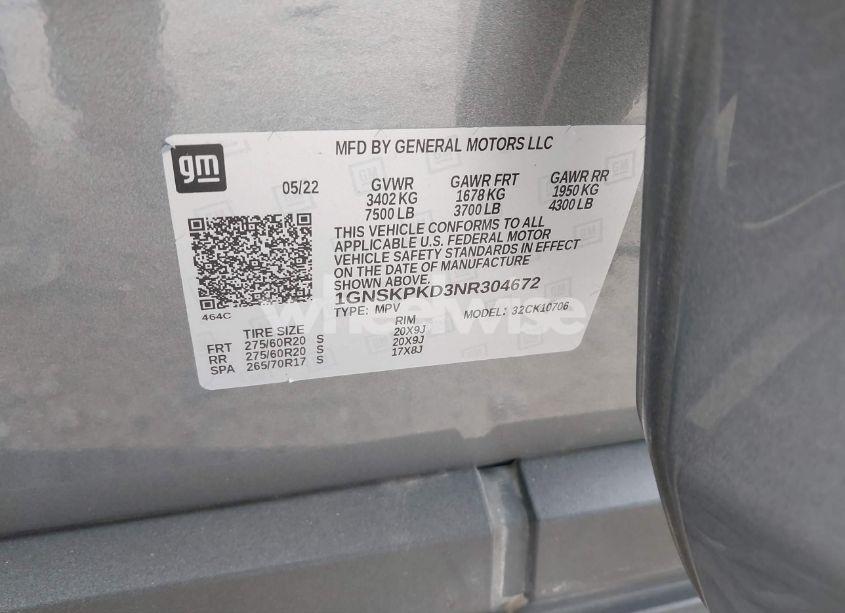 gm
MFD BY GENERAL MOTORS LLC
05/22
GVWR GAWR FRT GAWR RR
3402 KG 1678 KG 1950 KG
7500 LB 3700 LB 4300 LB
THIS VEHICLE CONFORMS TO ALL
APPLICABLE U.S. FEDERAL MOTOR
VEHICLE SAFETY STANDARDS IN EFFECT
ON THE DATE OF MANUFACTURE
SHOWN ABOVE.
1GNSKPKD3NR304672
464C
TYPE: MPV MODEL: 32CK10706
TIRE SIZE RIM
FRT 275/60R20 S 20X9J
RR 275/60R20 S 20X9J
SPA 265/70R17 S 17X8J
wheelwise